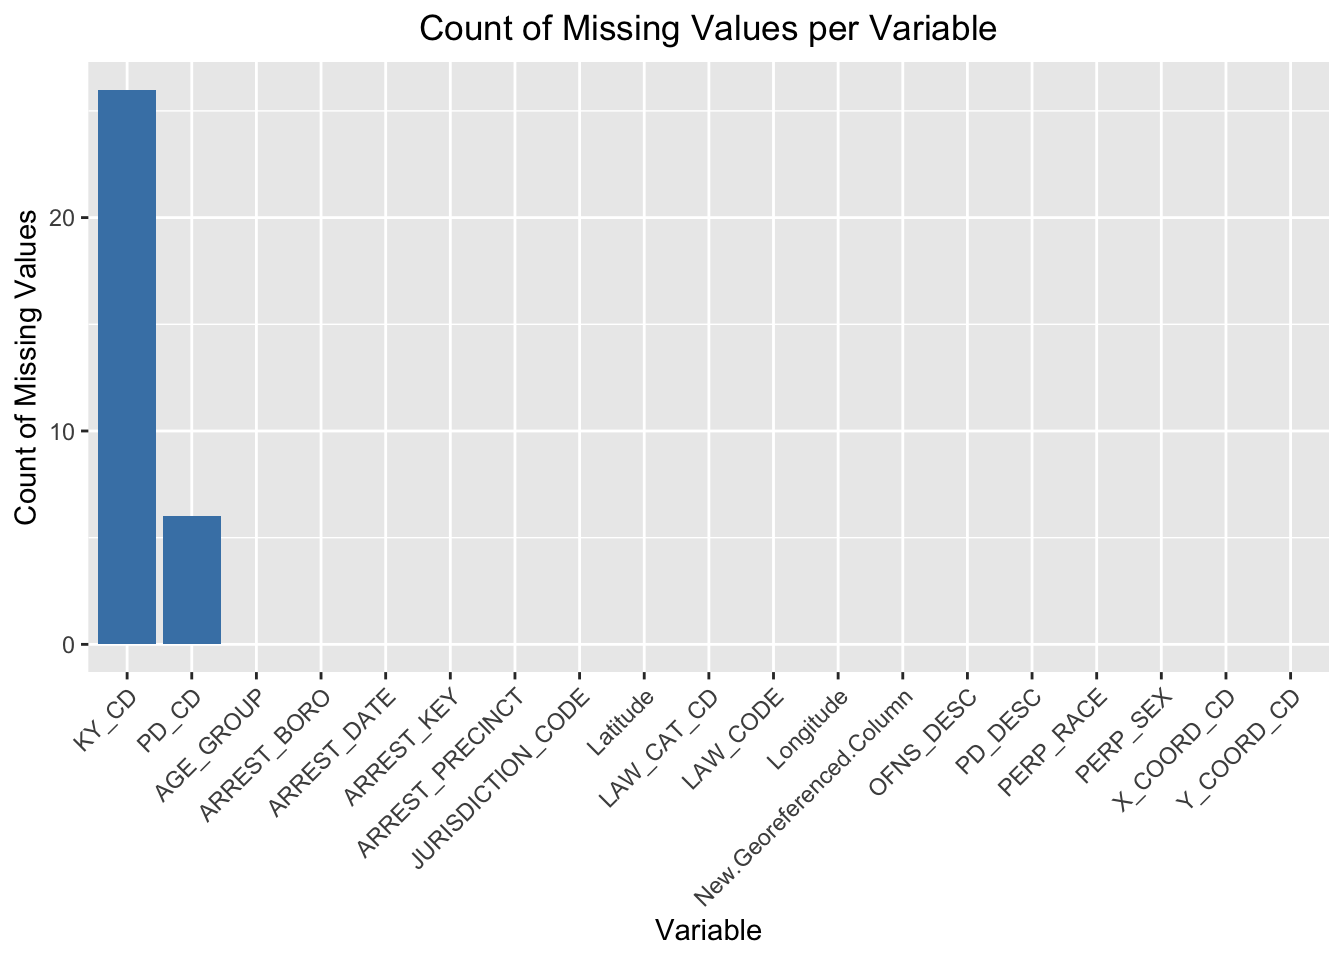 Count of Missing Values per Variable
Count of Missing Values
20
10
0
KY_CD
PD_CD
AGE_GROUP
ARREST_BORO
ARREST_DATE
ARREST_KEY
ARREST_PRECINCT
JURISDICTION_CODE
Latitude
LAW_CAT_CD
LAW_CODE
Longitude
New.Georeferenced.Column
OFNS_DESC
PD_DESC
PERP_RACE
PERP_SEX
X_COORD_CD
Y_COORD_CD
Variable